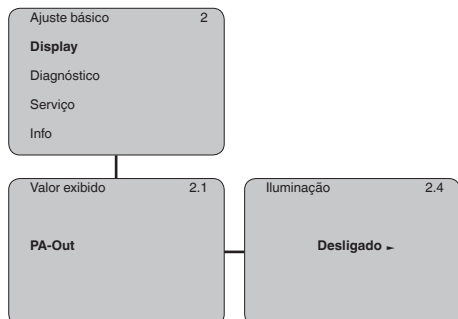 Ajuste básico 2
Display
Diagnóstico
Serviço
Info
Valor exibido 2.1
PA-Out
Iluminação 2.4
Desligado ►